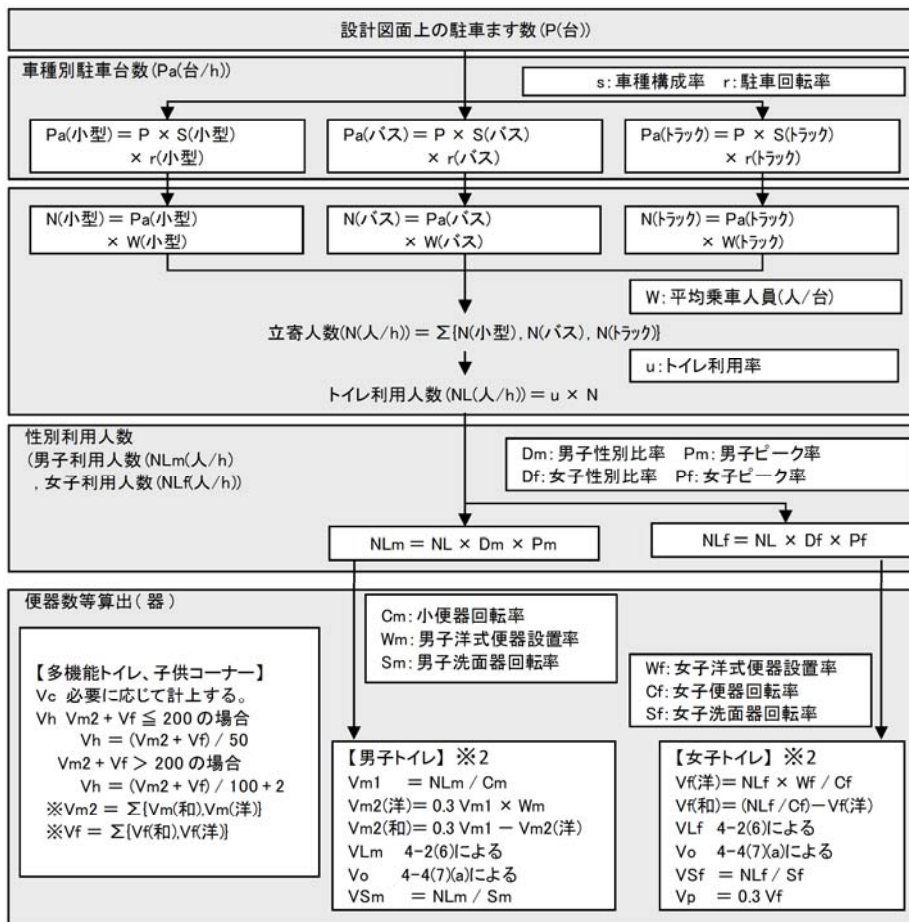 設計図面上の駐車ます数(P(台))
車種別駐車台数(Pa(台/h))
s:車種構成率　r:駐車回転率
Pa(小型)＝ P × S(小型)
× r(小型)
Pa(バス)＝ P × S(バス)
× r(バス)
Pa(トラック)＝ P × S(トラック)
× r(トラック)
N(小型)＝ Pa(小型)
× W(小型)
N(バス)＝ Pa(バス)
× W(バス)
N(トラック)＝ Pa(トラック)
× W(トラック)
W:平均乗車人員(人/台)
立寄人数(N(人/h))＝ Σ{N(小型), N(バス), N(トラック)}
u:トイレ利用率
トイレ利用人数(NL(人/h))＝ u × N
性別利用人数
(男子利用人数(NLm(人/h)
, 女子利用人数(NLf(人/h))
Dm: 男子性別比率　Pm: 男子ピーク率
Df: 女子性別比率　Pf: 女子ピーク率
NLm ＝ NL × Dm × Pm
NLf ＝ NL × Df × Pf
便器数等算出( 器 )
Cm: 小便器回転率
Wm: 男子洋式便器設置率
Sm: 男子洗面器回転率
Wf: 女子洋式便器設置率
Cf: 女子便器回転率
Sf: 女子洗面器回転率
【多機能トイレ、子供コーナー】
Vc 必要に応じて計上する。
Vh Vm2 + Vf ≦ 200 の場合
Vh ＝ (Vm2 + Vf) / 50
Vm2 + Vf > 200 の場合
Vh ＝ (Vm2 + Vf) / 100 + 2
※Vm2 ＝ Σ{Vm(和),Vm(洋)}
※Vf ＝ Σ{Vf(和),Vf(洋)}
【男子トイレ】 ※2
Vm1 ＝ NLm / Cm
Vm2(洋)＝ 0.3 Vm1 × Wm
Vm2(和)＝ 0.3 Vm1 － Vm2(洋)
VLm 4-2(6)による
Vo 4-4(7)(a)による
VSm ＝ NLm / Sm
【女子トイレ】 ※2
Vf(洋)＝ NLf × Wf / Cf
Vf(和)＝(NLf/Cf)－Vf(洋)
VLf 4-2(6)による
Vo 4-4(7)(a)による
VSf ＝ NLf / Sf
Vp ＝ 0.3 Vf